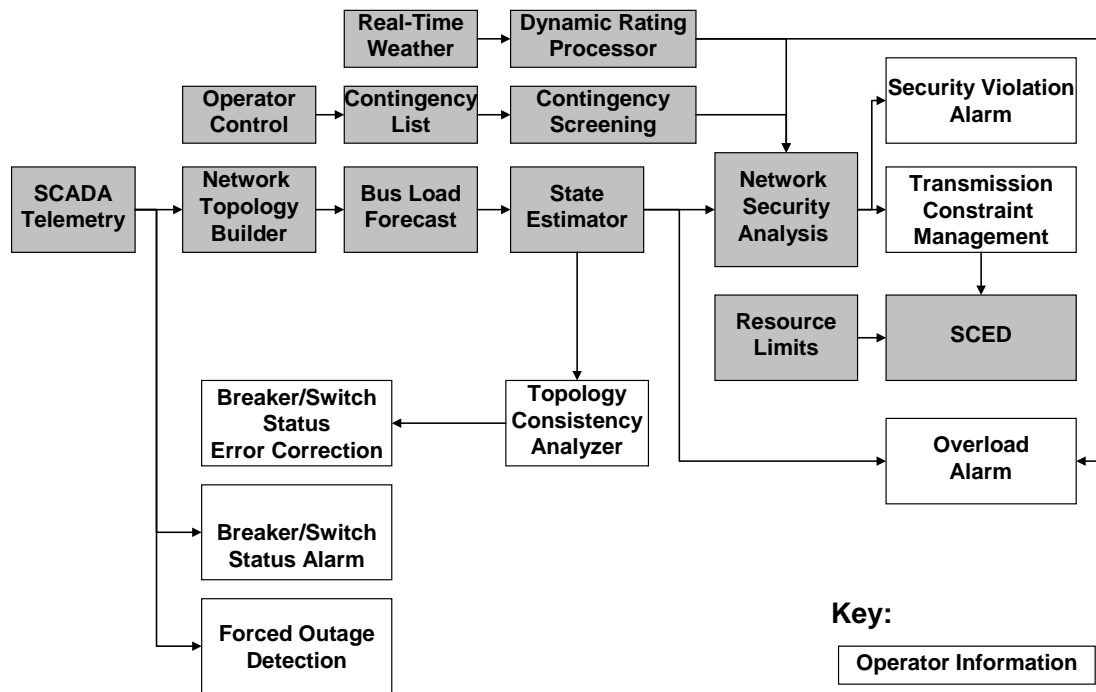 Real-Time
Weather
Dynamic Rating
Processor
Operator
Control
Contingency
List
Contingency
Screening
Security Violation
Alarm
SCADA
Telemetry
Network
Topology
Builder
Bus Load
Forecast
State
Estimator
Network
Security
Analysis
Transmission
Constraint
Management
Resource
Limits
SCED
Breaker/Switch
Status
Error Correction
Topology
Consistency
Analyzer
Overload
Alarm
Breaker/Switch
Status Alarm
Forced Outage
Detection
Key:
Operator Information